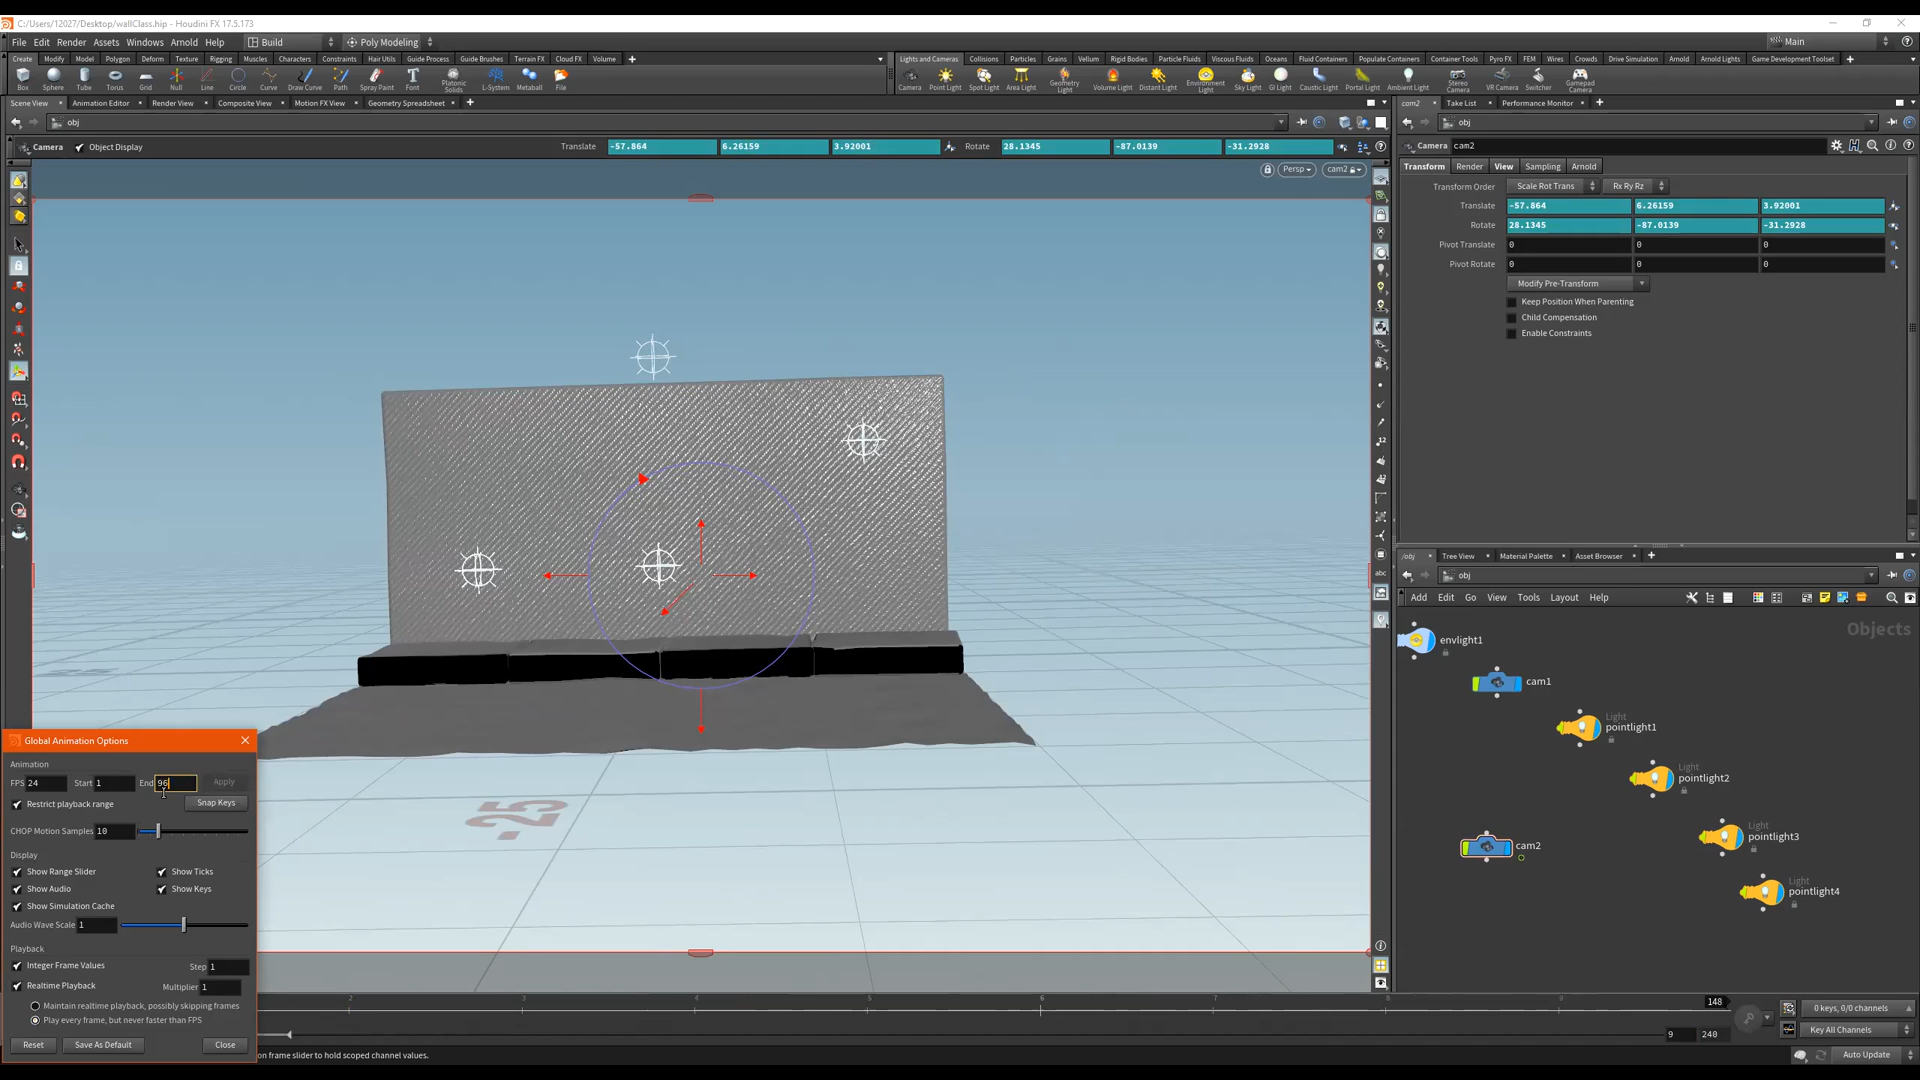 C:/Users/12027/Desktop/wallClass.hip - Houdini FX 17.5.173
File Edit Render Assets Windows Arnold Help Build Poly Modeling Main
Create Modify Model Polygon Deform Texture Rigging Muscles Characters Constraints Hair Utils Guide Process Guide Brushes Terrain FX Cloud FX Volume
Lights and Cameras Collisions Particles Grains Vellum Rigid Bodies Particle Fluids Viscous Fluids Oceans Fluid Containers Populate Containers Container Tools Pyro FX FEM Wires Crowds Drive Simulation Arnold Arnold Lights Game Development Toolset
Box Sphere Tube Torus Grid Null Line Circle Curve Draw Curve Path Spray Paint Font Platonic Solids L-System Metaball File
Camera Point Light Spot Light Area Light Geometry Light Volume Light Distant Light Environment Light Sky Light GI Light Caustic Light Portal Light Ambient Light Stereo Camera VR Camera Switcher Gamepad Camera
Scene View Animation Editor Render View Composite View Motion FX View Geometry Spreadsheet
cam2 Take List Performance Monitor
obj
obj
Camera Object Display Translate -57.864 6.26159 3.92001 Rotate 28.1345 -87.0139 -31.2928
Camera cam2
Persp cam2
Transform Render View Sampling Arnold
Transform Order Scale Rot Trans Rx Ry Rz
Translate -57.864 6.26159 3.92001
Rotate 28.1345 -87.0139 -31.2928
Pivot Translate 0 0 0
Pivot Rotate 0 0 0
Modify Pre-Transform
Keep Position When Parenting
Child Compensation
Enable Constraints
/obj Tree View Material Palette Asset Browser
obj
Add Edit Go View Tools Layout Help
Objects
envlight1
cam1
Light
pointlight1
Light
pointlight2
Light
pointlight3
cam2
Light
pointlight4
abc
-25
Global Animation Options
Animation
FPS 24 Start 1 End 96 Apply
Restrict playback range Snap Keys
CHOP Motion Samples 10
Display
Show Range Slider Show Ticks
Show Audio Show Keys
Show Simulation Cache
Audio Wave Scale 1
Playback
Integer Frame Values Step 1
Realtime Playback Multiplier 1
Maintain realtime playback, possibly skipping frames
Play every frame, but never faster than FPS
Reset Save As Default Close
2 3 4 5 6 7 8 9 148
0 keys, 0/0 channels
9 240 Key All Channels
on frame slider to hold scoped channel values.
Auto Update